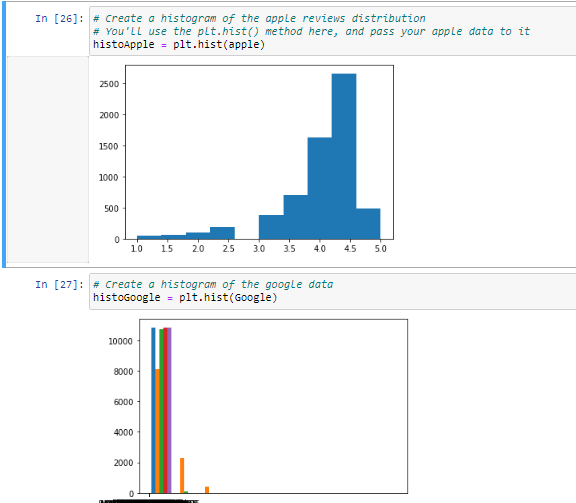 In [26]: # Create a histogram of the apple reviews distribution
# You'll use the plt.hist() method here, and pass your apple data to it
histoApple = plt.hist(apple)
2500
2000
1500
1000
500
0
1.0 1.5 2.0 2.5 3.0 3.5 4.0 4.5 5.0
In [27]: # Create a histogram of the google data
histoGoogle = plt.hist(Google)
10000
8000
6000
4000
2000
0